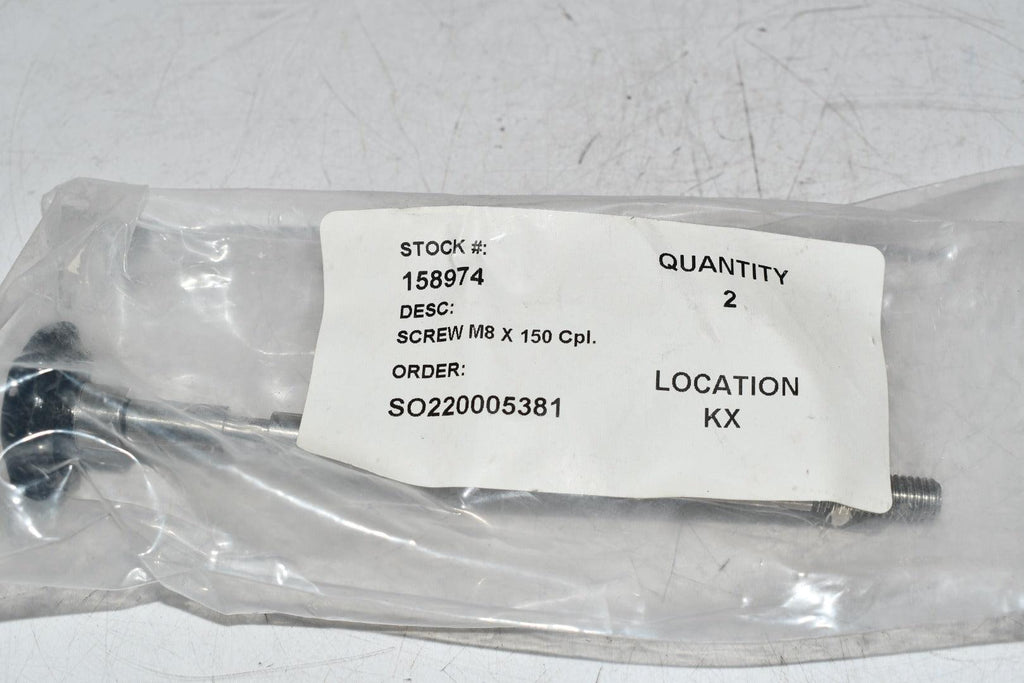 STOCK #:
158974
DESC:
SCREW M8 X 150 Cpl.
ORDER:
SO220005381
QUANTITY
2
LOCATION
KX